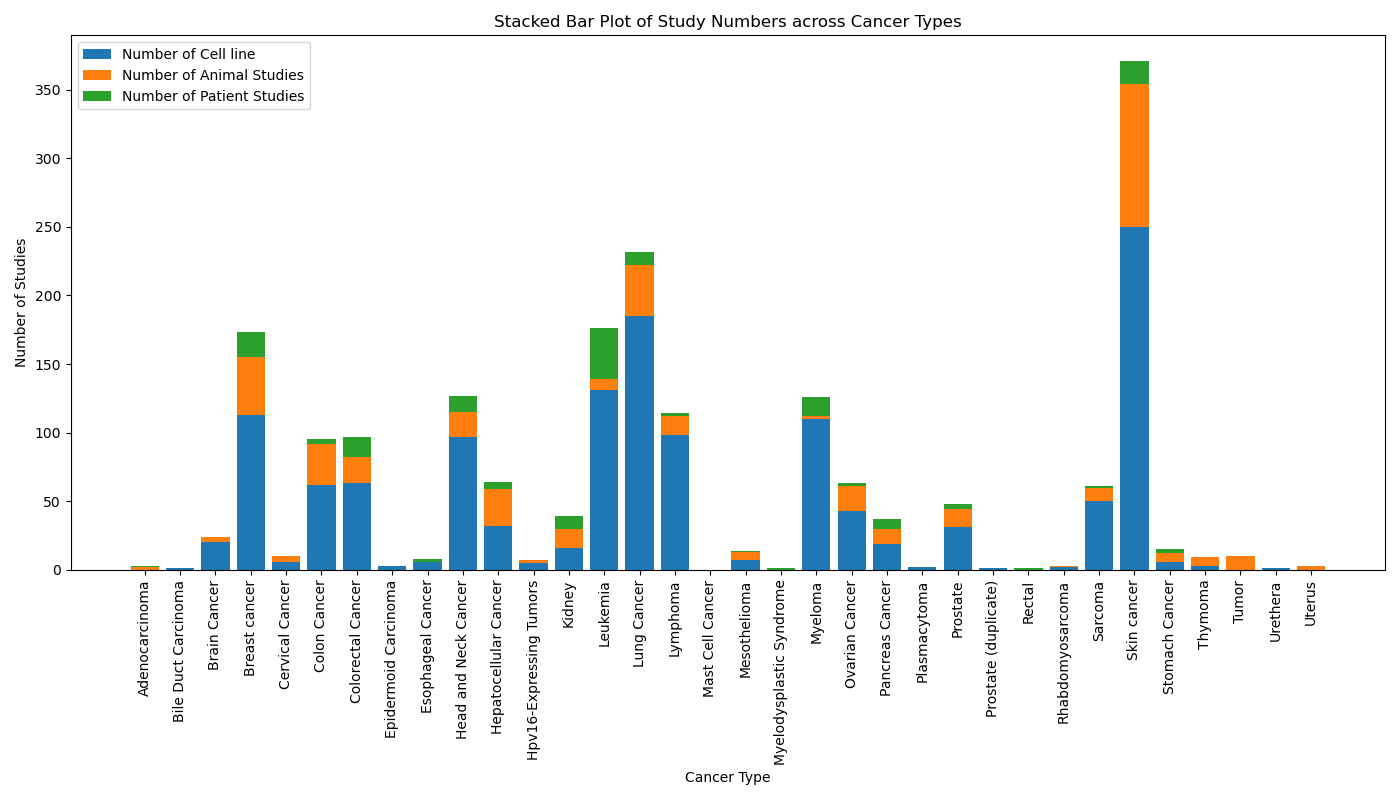 Stacked Bar Plot of Study Numbers across Cancer Types
Number of Cell line
Number of Animal Studies
Number of Patient Studies
Number of Studies
350
300
250
200
150
100
50
0
Adenocarcinoma
Bile Duct Carcinoma
Brain Cancer
Breast cancer
Cervical Cancer
Colon Cancer
Colorectal Cancer
Epidermoid Carcinoma
Esophageal Cancer
Head and Neck Cancer
Hepatocellular Cancer
Hpv16-Expressing Tumors
Kidney
Leukemia
Lung Cancer
Lymphoma
Mast Cell Cancer
Mesothelioma
Myelodysplastic Syndrome
Myeloma
Ovarian Cancer
Pancreas Cancer
Plasmacytoma
Prostate
Prostate (duplicate)
Rectal
Rhabdomyosarcoma
Sarcoma
Skin cancer
Stomach Cancer
Thymoma
Tumor
Urethera
Uterus
Cancer Type